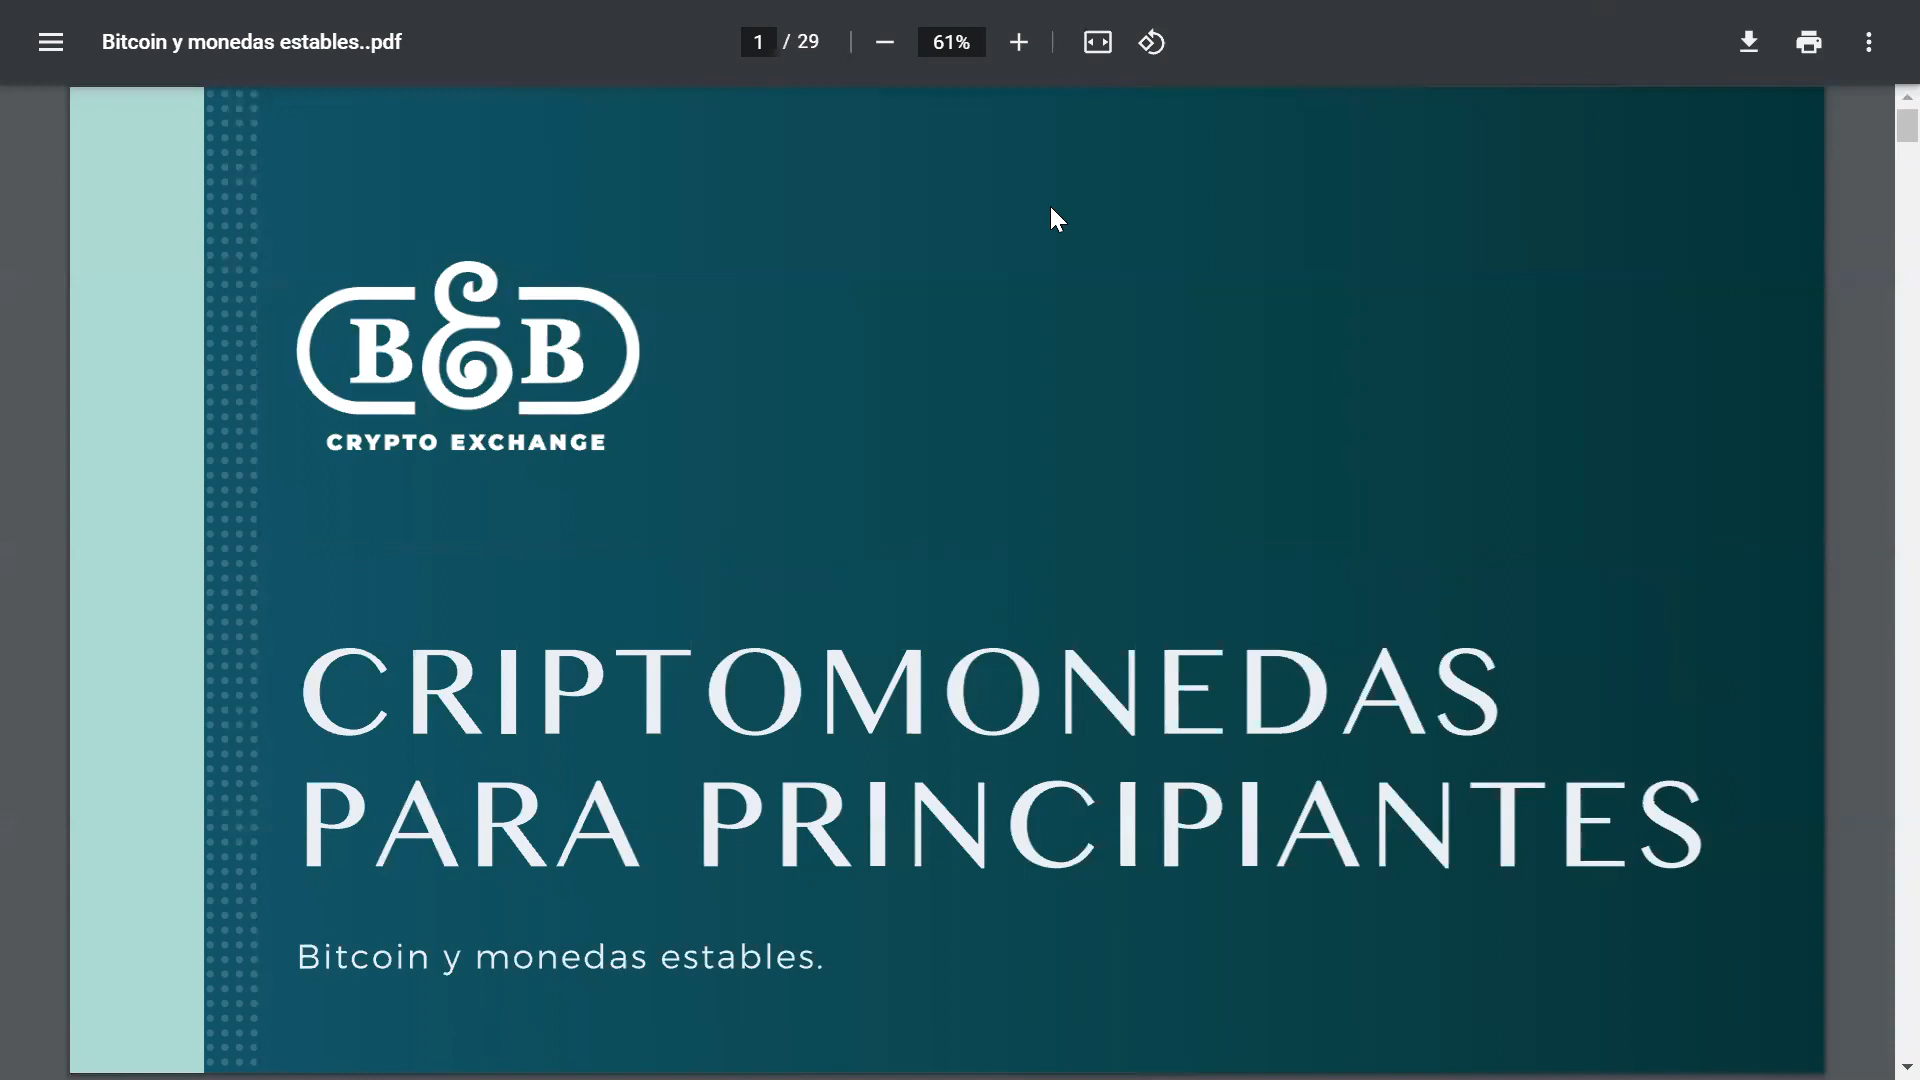 Bitcoin y monedas estables..pdf
1 / 29
61%
B&B
CRYPTO EXCHANGE
CRIPTOMONEDAS
PARA PRINCIPIANTES
Bitcoin y monedas estables.